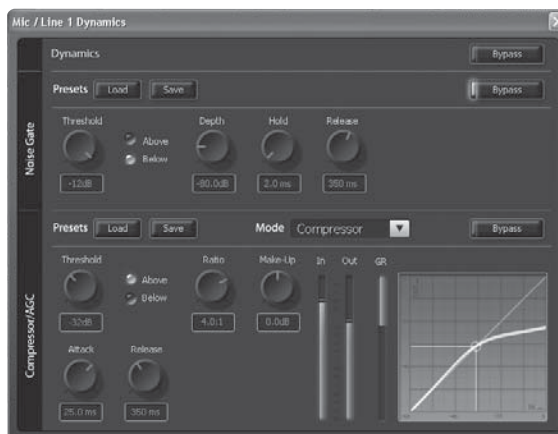 Mic / Line 1 Dynamics
Dynamics
Bypass
Noise Gate
Presets Load Save
Bypass
Threshold Above Below Depth Hold Release
-12dB -80.0dB 2.0 ms 350 ms
Compressor/AGC
Presets Load Save Mode Compressor Bypass
Threshold Above Below Ratio Make-Up In Out GR
-32dB 4.0:1 0.0dB
Attack Release
25.0 ms 350 ms